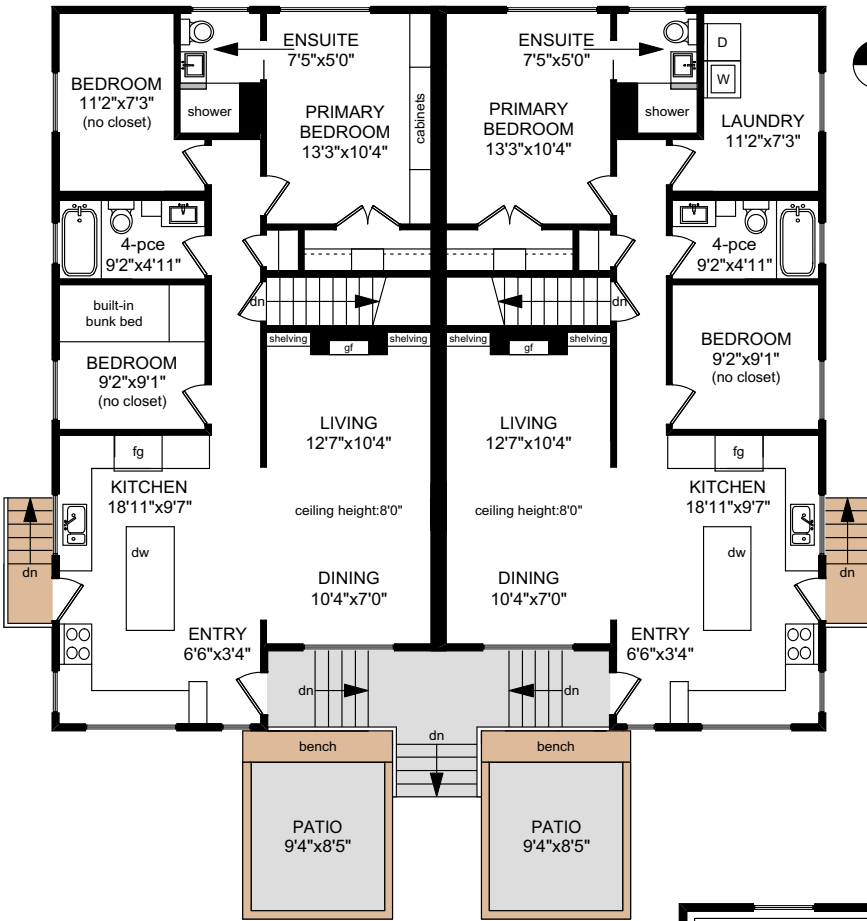 ENSUITE
7'5"x5'0"
BEDROOM
11'2"x7'3"
(no closet)
shower
PRIMARY
BEDROOM
13'3"x10'4"
cabinets
4-pce
9'2"x4'11"
dn
built-in
bunk bed
BEDROOM
9'2"x9'1"
(no closet)
shelving
gf
shelving
LIVING
12'7"x10'4"
fg
KITCHEN
18'11"x9'7"
ceiling height:8'0"
dw
dn
DINING
10'4"x7'0"
ENTRY
6'6"x3'4"
dn
ENSUITE
7'5"x5'0"
D
W
PRIMARY
BEDROOM
13'3"x10'4"
shower
LAUNDRY
11'2"x7'3"
4-pce
9'2"x4'11"
dn
shelving
gf
shelving
BEDROOM
9'2"x9'1"
(no closet)
LIVING
12'7"x10'4"
fg
KITCHEN
18'11"x9'7"
ceiling height:8'0"
dw
dn
DINING
10'4"x7'0"
ENTRY
6'6"x3'4"
dn
dn
bench
bench
PATIO
9'4"x8'5"
PATIO
9'4"x8'5"